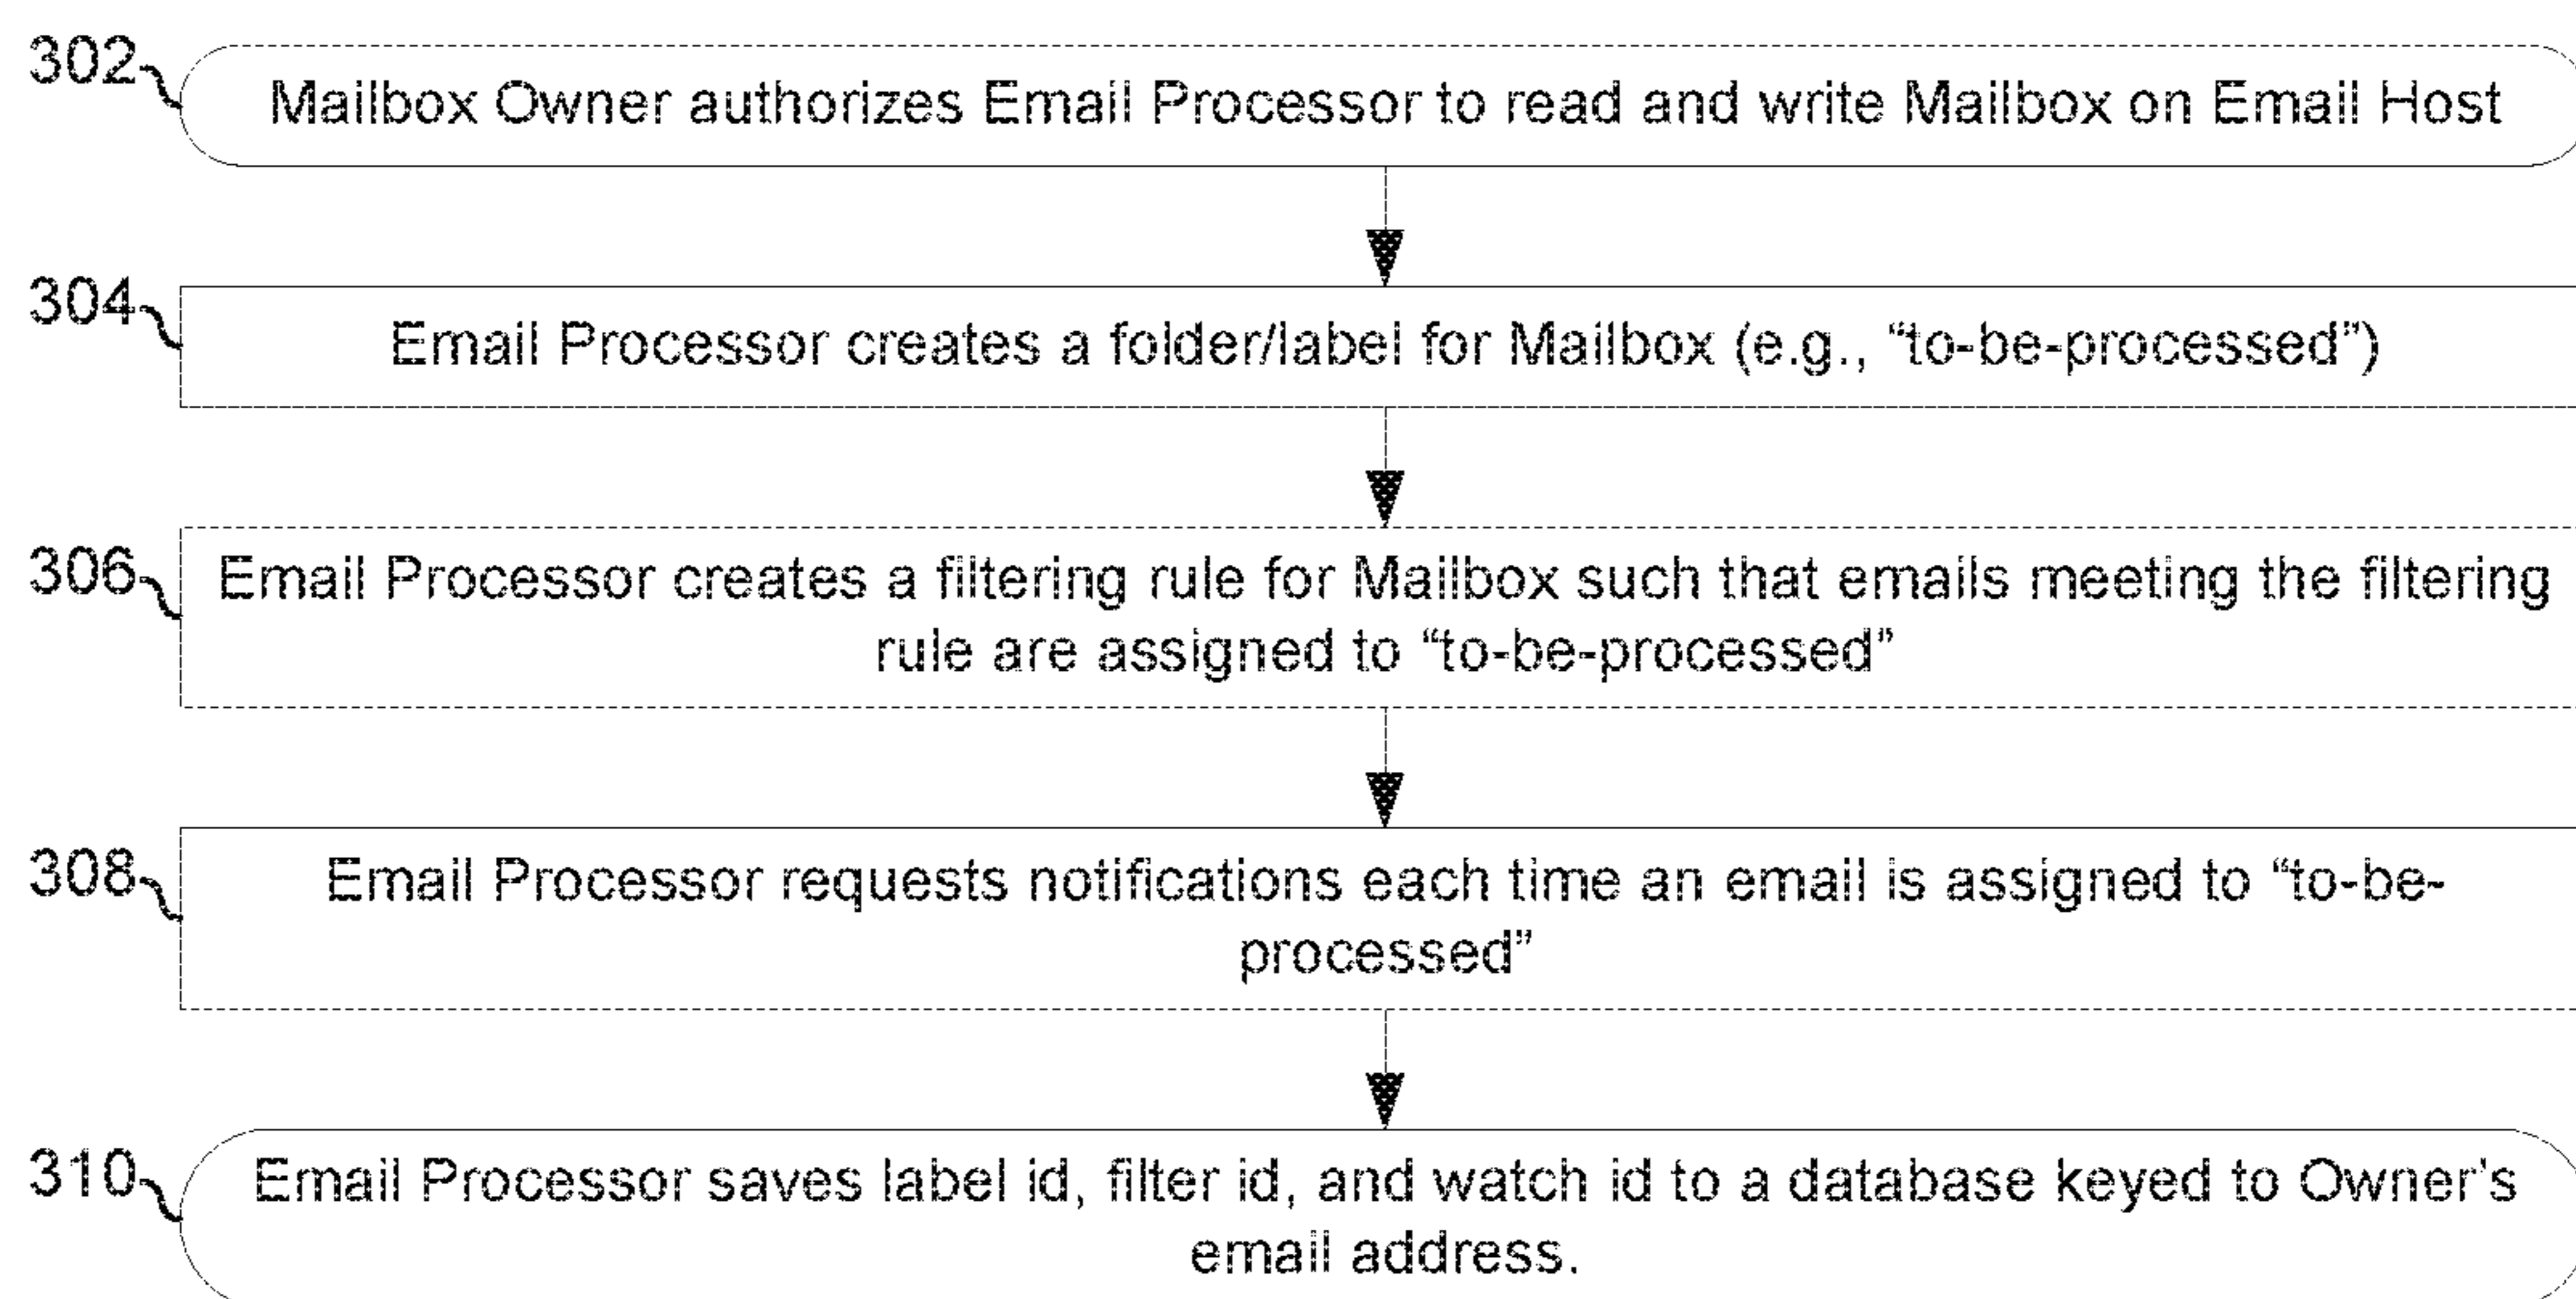 302
Mailbox Owner authorizes Email Processor to read and write Mailbox on Email Host
304
Email Processor creates a folder/label for Mailbox (e.g., “to-be-processed”)
306
Email Processor creates a filtering rule for Mailbox such that emails meeting the filtering
rule are assigned to “to-be-processed”
308
Email Processor requests notifications each time an email is assigned to “to-be-
processed”
310
Email Processor saves label id, filter id, and watch id to a database keyed to Owner's
email address.